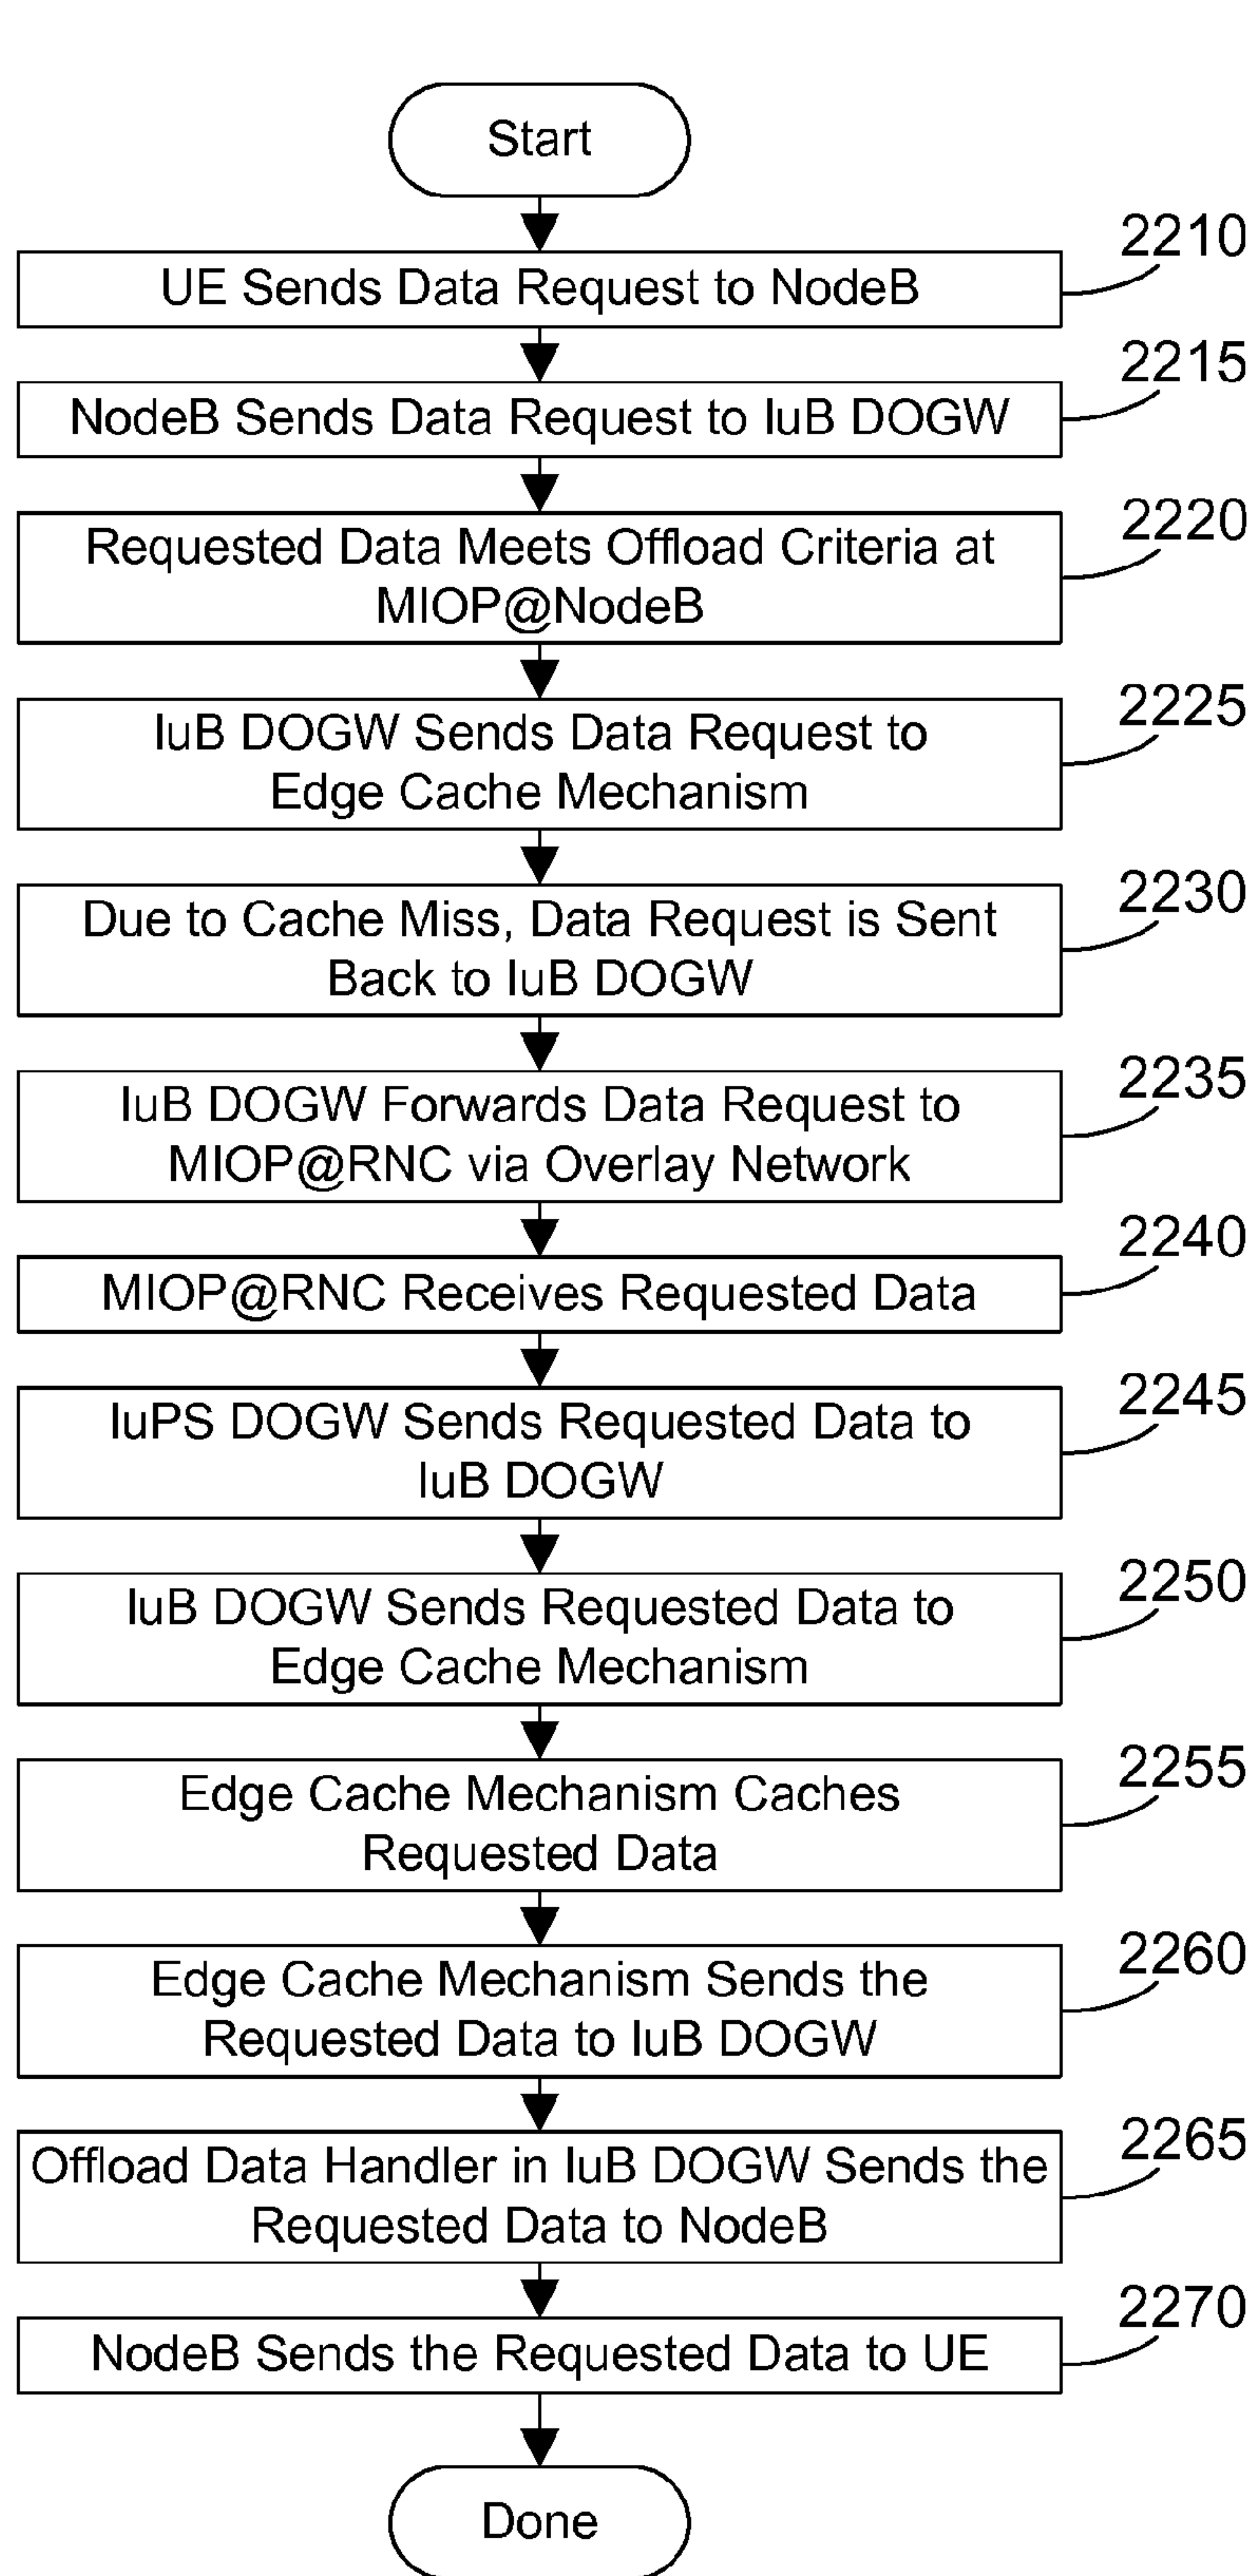 Start
2210
UE Sends Data Request to NodeB
2215
NodeB Sends Data Request to IuB DOGW
2220
Requested Data Meets Offload Criteria at
MIOP@NodeB
2225
IuB DOGW Sends Data Request to
Edge Cache Mechanism
2230
Due to Cache Miss, Data Request is Sent
Back to IuB DOGW
2235
IuB DOGW Forwards Data Request to
MIOP@RNC via Overlay Network
2240
MIOP@RNC Receives Requested Data
2245
IuPS DOGW Sends Requested Data to
IuB DOGW
2250
IuB DOGW Sends Requested Data to
Edge Cache Mechanism
2255
Edge Cache Mechanism Caches
Requested Data
2260
Edge Cache Mechanism Sends the
Requested Data to IuB DOGW
2265
Offload Data Handler in IuB DOGW Sends the
Requested Data to NodeB
2270
NodeB Sends the Requested Data to UE
Done